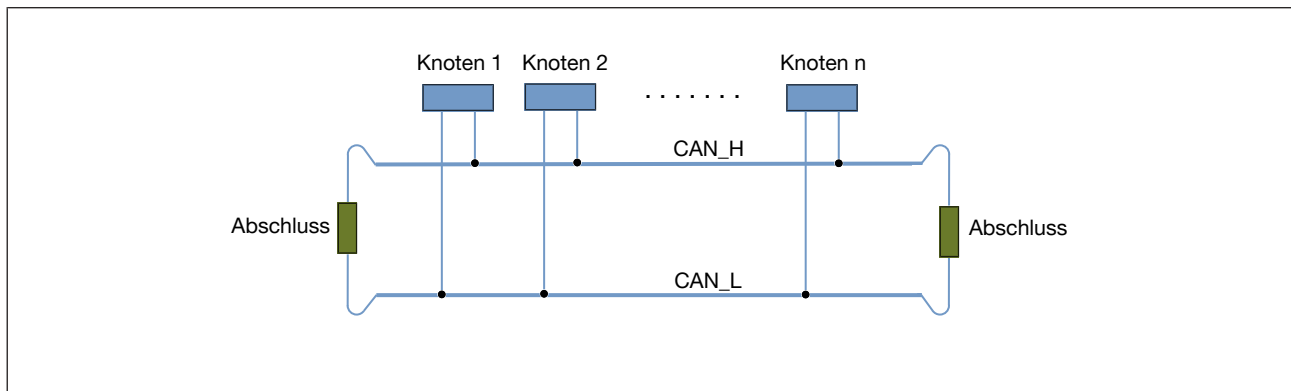 Knoten 1
Knoten 2
. . . . . . .
Knoten n
CAN_H
Abschluss
Abschluss
CAN_L